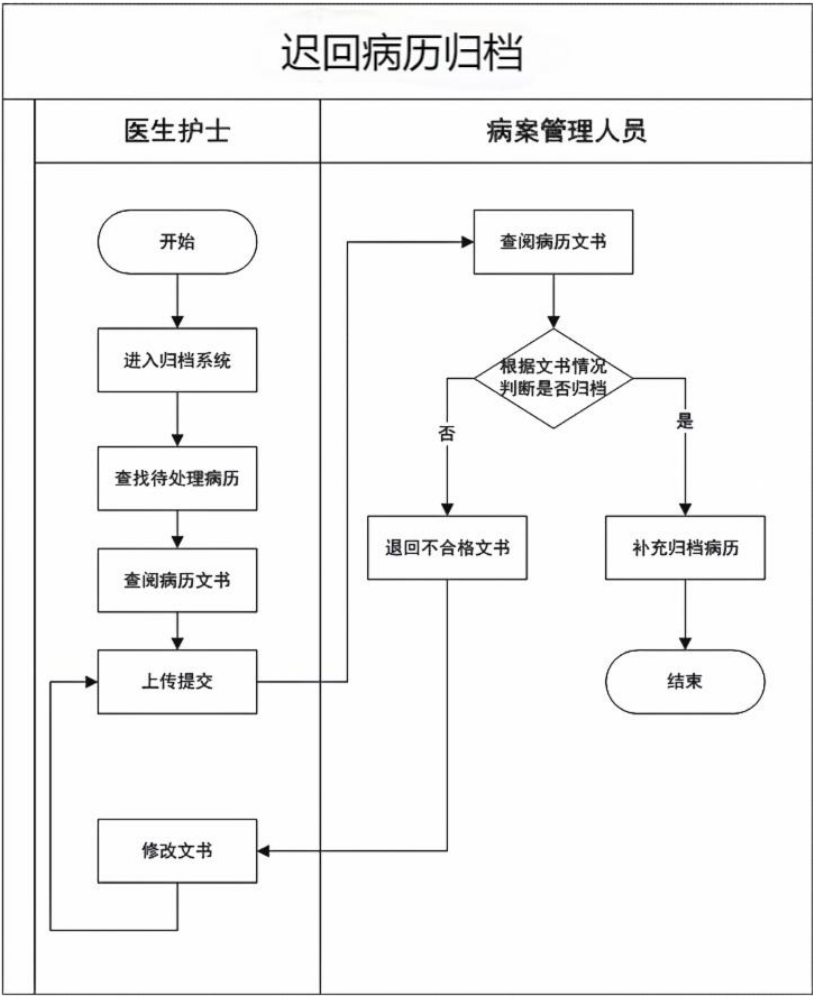 迟回病历归档
医生护士
病案管理人员
开始
进入归档系统
查找待处理病历
查阅病历文书
上传提交
修改文书
查阅病历文书
根据文书情况
判断是否归档
否
是
退回不合格文书
补充归档病历
结束